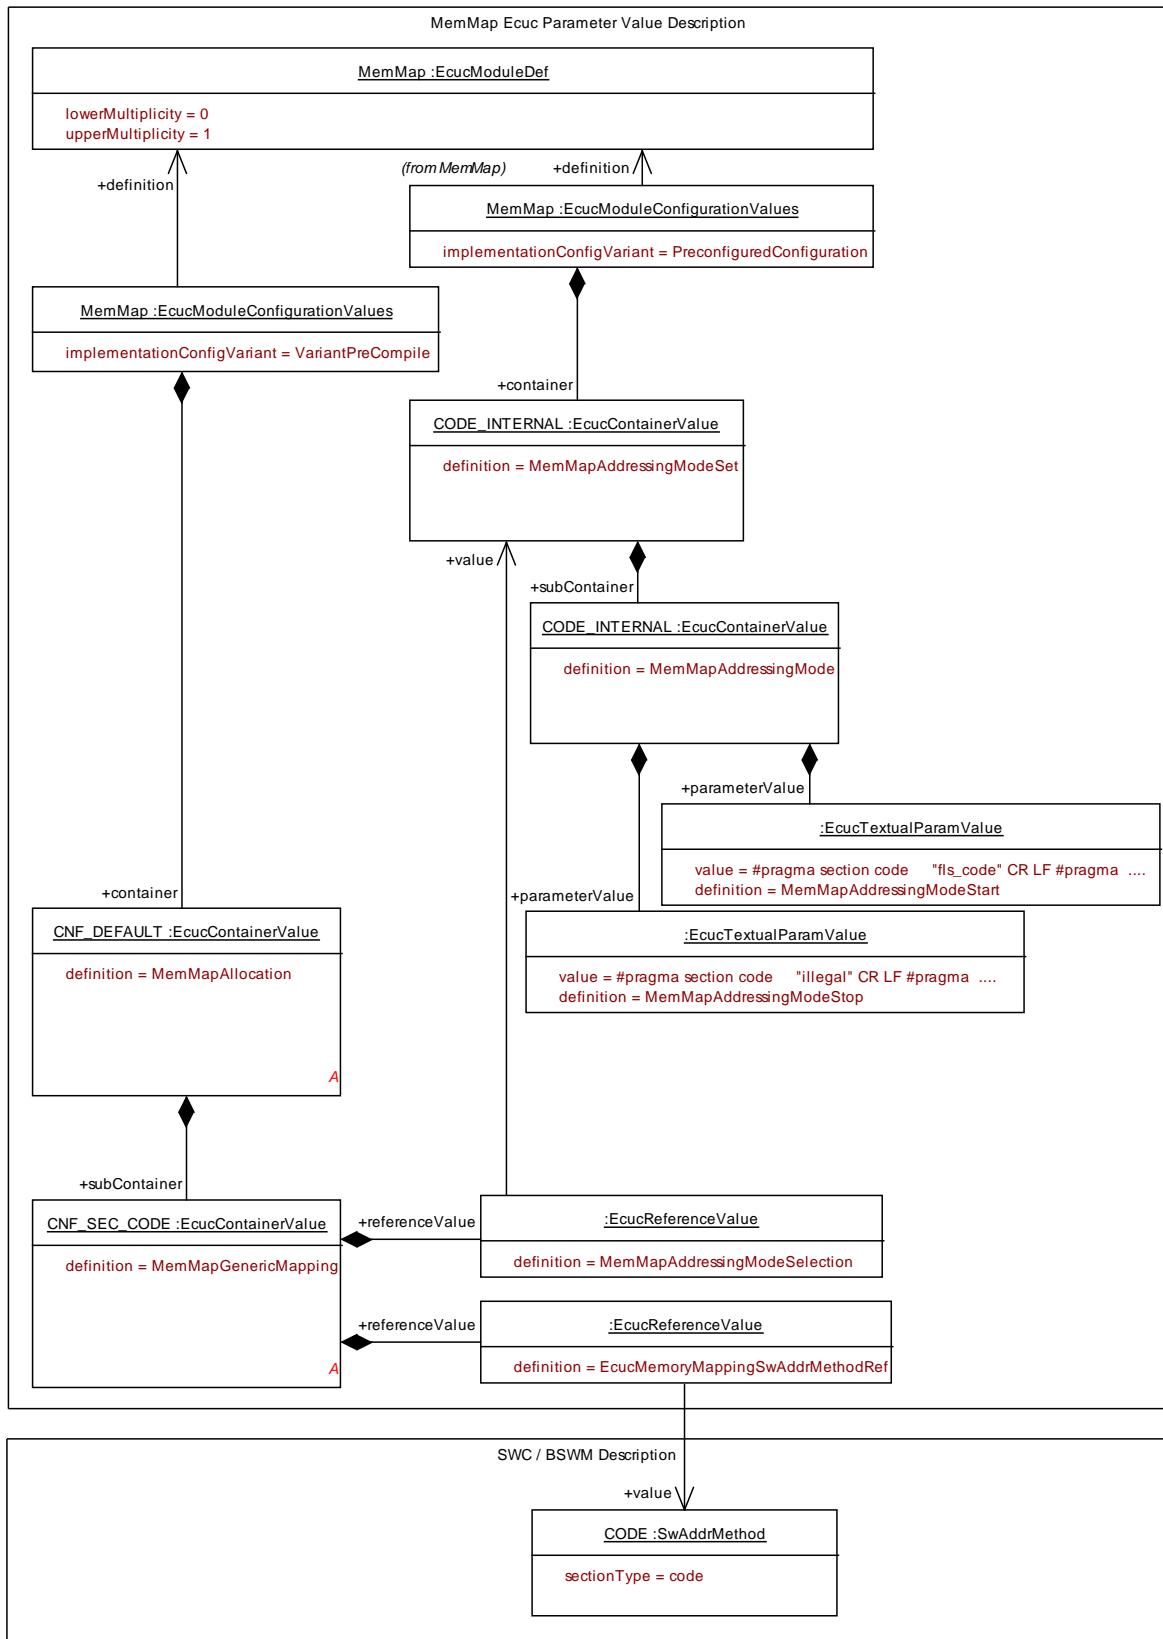 MemMap Ecuc Parameter Value Description
MemMap :EcucModuleDef
lowerMultiplicity = 0
upperMultiplicity = 1
(from MemMap)
+definition
+definition
MemMap :EcucModuleConfigurationValues
implementationConfigVariant = PreconfiguredConfiguration
MemMap :EcucModuleConfigurationValues
implementationConfigVariant = VariantPreCompile
+container
CODE_INTERNAL :EcucContainerValue
definition = MemMapAddressingModeSet
+value
+subContainer
CODE_INTERNAL :EcucContainerValue
definition = MemMapAddressingMode
+parameterValue
:EcucTextualParamValue
value = #pragma section code "fls_code" CR LF #pragma ....
definition = MemMapAddressingModeStart
+container
+parameterValue
CNF_DEFAULT :EcucContainerValue
definition = MemMapAllocation
A
:EcucTextualParamValue
value = #pragma section code "illegal" CR LF #pragma ....
definition = MemMapAddressingModeStop
+subContainer
CNF_SEC_CODE :EcucContainerValue
definition = MemMapGenericMapping
A
+referenceValue
:EcucReferenceValue
definition = MemMapAddressingModeSelection
+referenceValue
:EcucReferenceValue
definition = EcucMemoryMappingSwAddrMethodRef
SWC / BSWM Description
+value
CODE :SwAddrMethod
sectionType = code